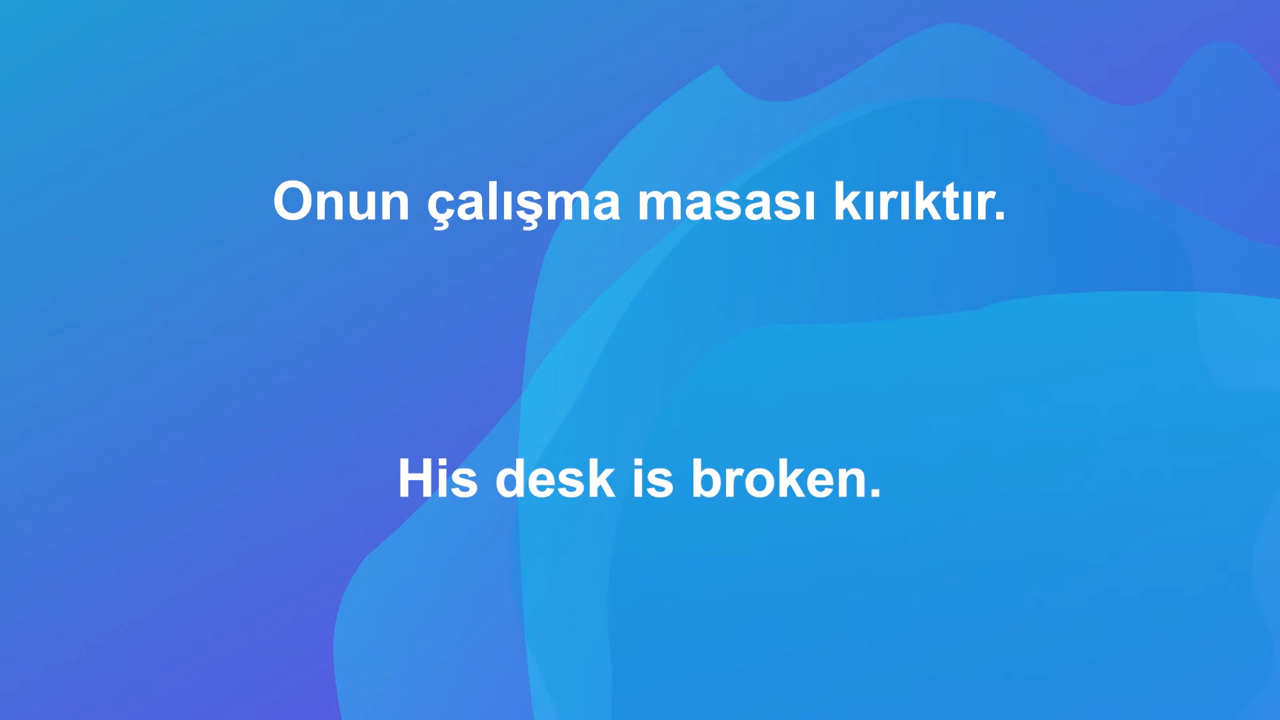 Onun çalışma masası kırıktır.
His desk is broken.